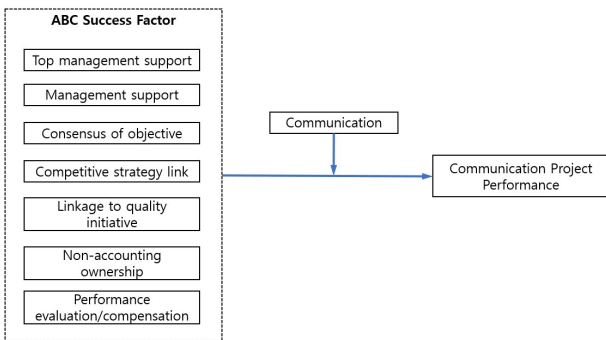 ABC Success Factor
Top management support
Management support
Consensus of objective
Competitive strategy link
Linkage to quality
initiative
Non-accounting
ownership
Performance
evaluation/compensation
Communication
Communication Project
Performance